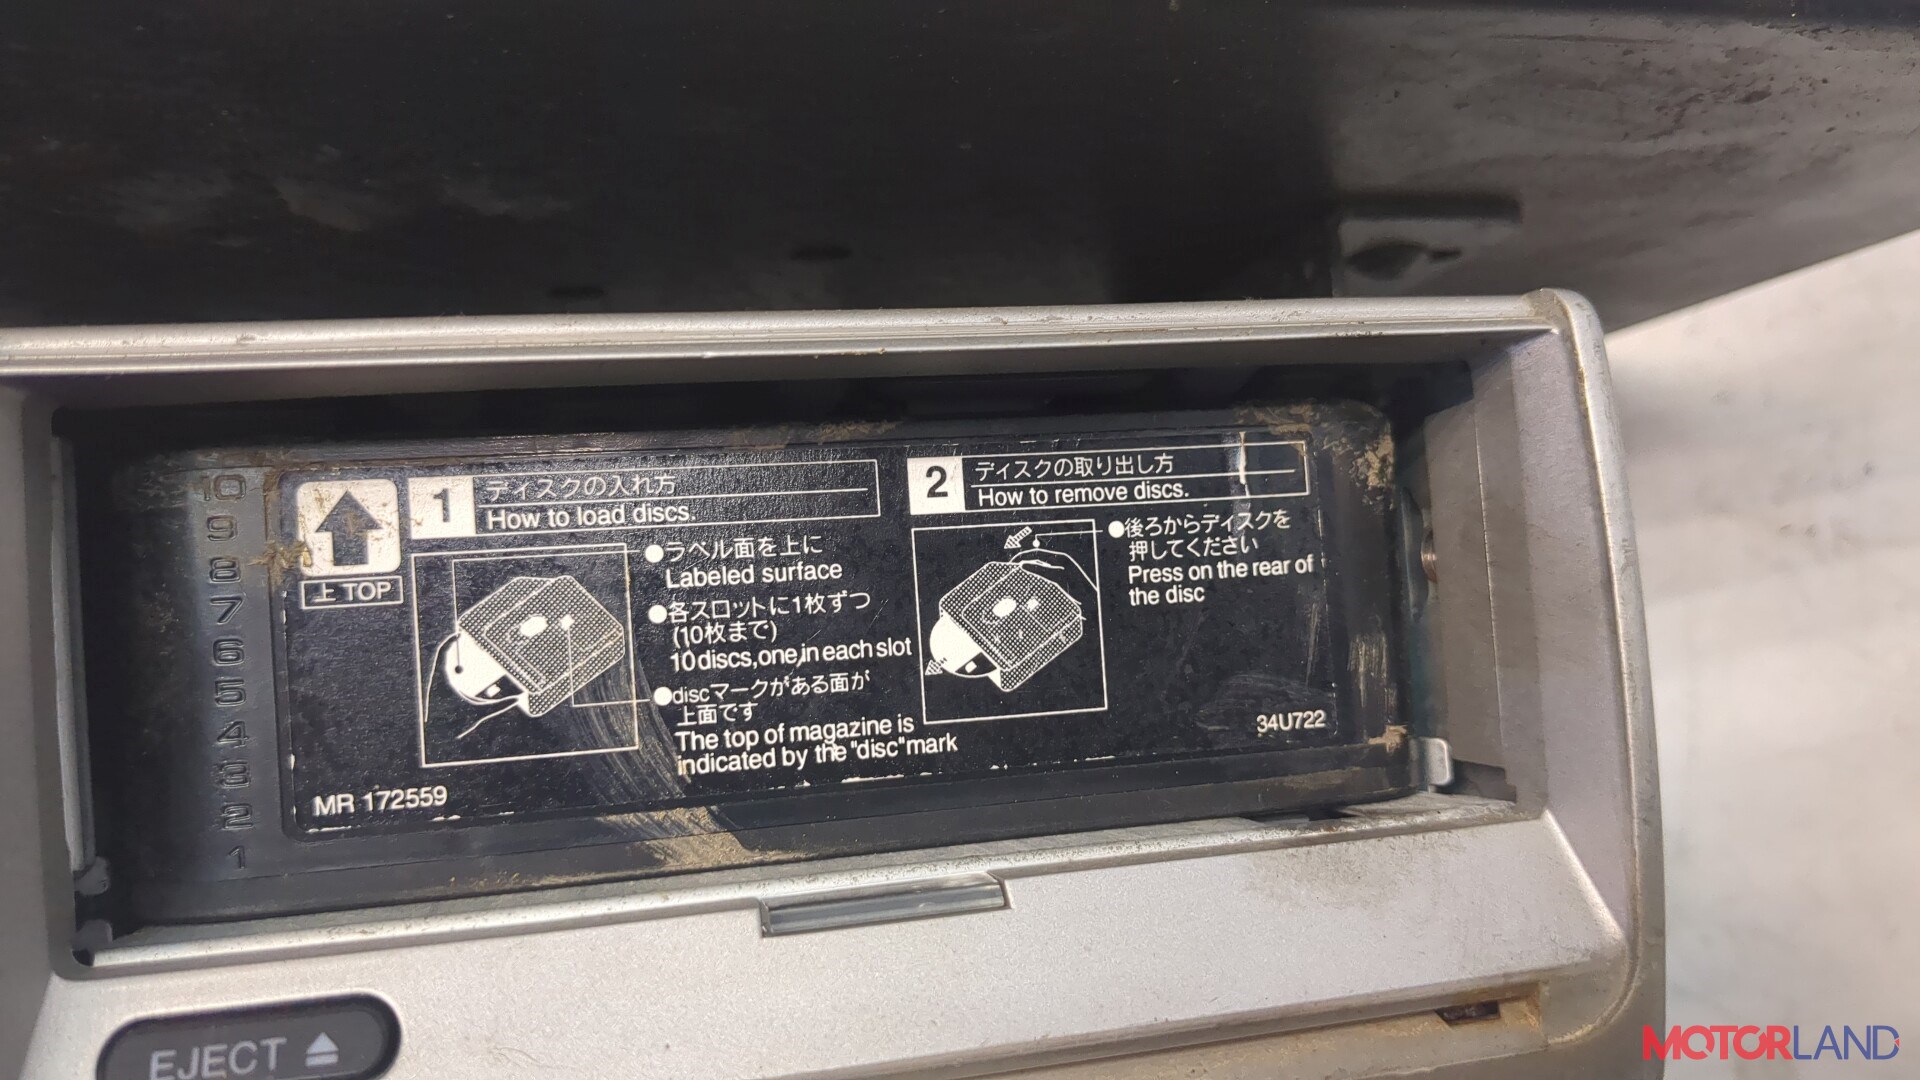 10
9
8
7
6
5
4
3
2
1
上 TOP
1
ディスクの入れ方
How to load discs.
●ラベル面を上に
Labeled surface
●各スロットに1枚ずつ
(10枚まで)
10 discs,one,in each slot
●discマークがある面が
上面です
The top of magazine is
indicated by the "disc" mark
MR 172559
2
ディスクの取り出し方
How to remove discs.
●後ろからディスクを
押してください
Press on the rear of
the disc
34U722
EJECT
MOTORLAND